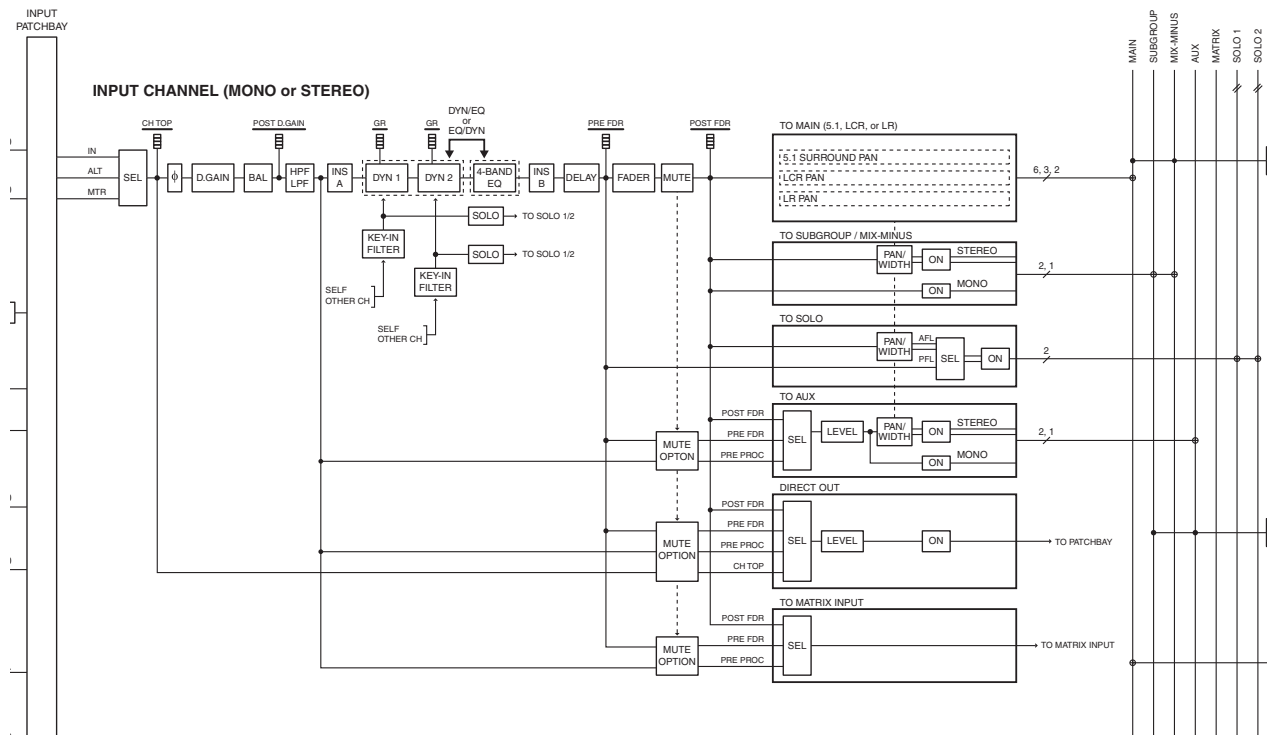 INPUT
PATCHBAY
MAIN
SUBGROUP
MIX-MINUS
AUX
MATRIX
SOLO 1
SOLO 2
INPUT CHANNEL (MONO or STEREO)
CH TOP
POST D.GAIN
GR
GR
DYN/EQ
or
EQ/DYN
PRE FDR
POST FDR
IN
ALT
MTR
SEL
ϕ
D.GAIN
BAL
HPF
LPF
INS
A
DYN 1
DYN 2
4-BAND
EQ
INS
B
DELAY
FADER
MUTE
TO MAIN (5.1, LCR, or LR)
5.1 SURROUND PAN
LCR PAN
LR PAN
6, 3, 2
SOLO
TO SOLO 1/2
KEY-IN
FILTER
SOLO
TO SOLO 1/2
KEY-IN
FILTER
SELF
OTHER CH
SELF
OTHER CH
TO SUBGROUP / MIX-MINUS
PAN/
WIDTH
ON
STEREO
ON
MONO
2, 1
TO SOLO
PAN/
WIDTH
AFL
PFL
SEL
ON
2
TO AUX
MUTE
OPTON
POST FDR
PRE FDR
PRE PROC
SEL
LEVEL
PAN/
WIDTH
ON
STEREO
ON
MONO
2, 1
DIRECT OUT
MUTE
OPTION
POST FDR
PRE FDR
PRE PROC
CH TOP
SEL
LEVEL
ON
TO PATCHBAY
TO MATRIX INPUT
MUTE
OPTION
POST FDR
PRE FDR
PRE PROC
SEL
TO MATRIX INPUT